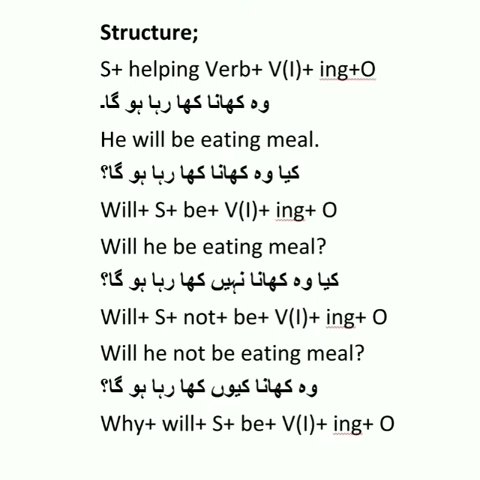 Structure;
S+ helping Verb+ V(I)+ ing+O
وہ کھانا کھا رہا ہو گا۔
He will be eating meal.
کیا وہ کھانا کھا رہا ہو گا؟
Will+ S+ be+ V(I)+ ing+ O
Will he be eating meal?
کیا وہ کھانا نہیں کھا رہا ہو گا؟
Will+ S+ not+ be+ V(I)+ ing+ O
Will he not be eating meal?
وہ کھانا کیوں کھا رہا ہو گا؟
Why+ will+ S+ be+ V(I)+ ing+ O